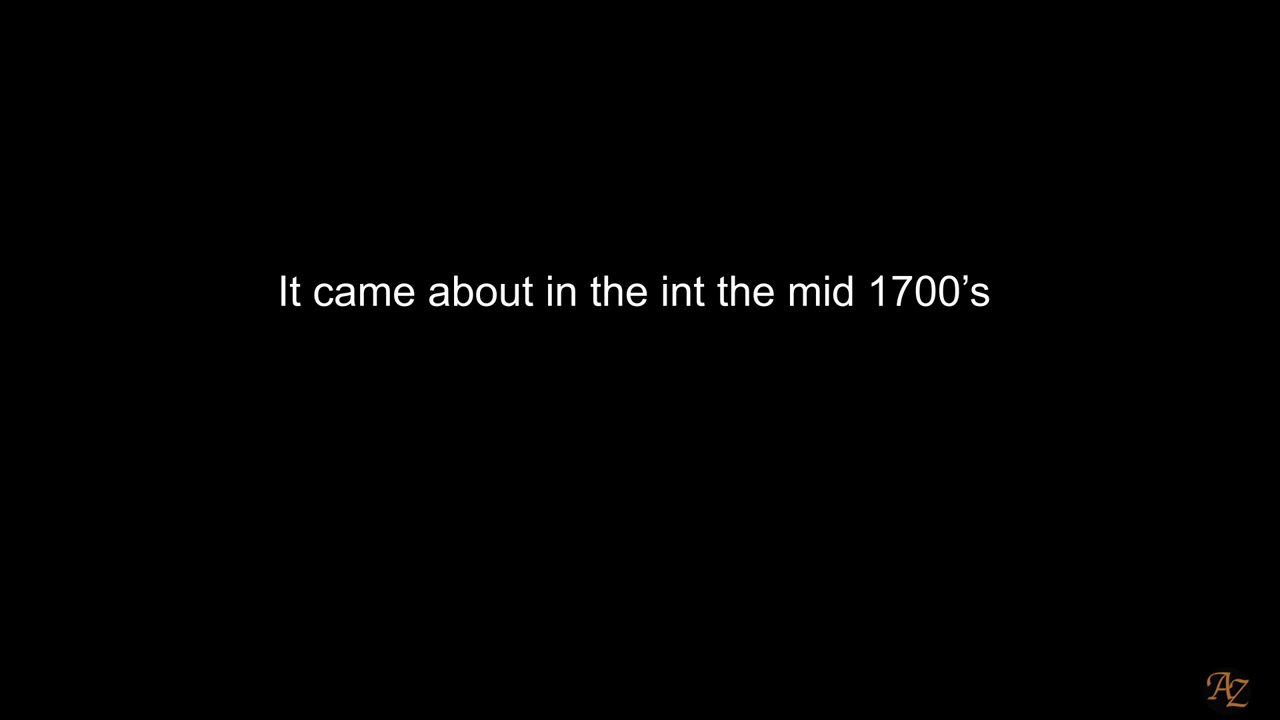 It came about in the int the mid 1700’s
AZ